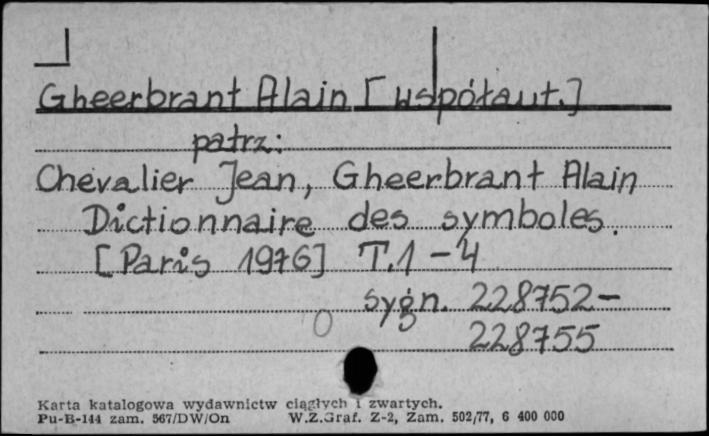 Gheerbrant Alain [współaut.]
patrz:
Chevalier Jean, Gheerbrant Alain
Dictionnaire des symboles.
[Paris 1976] T.1-4
sygn. 228752-
0 228755
Karta katalogowa wydawnictw ciągłych i zwartych.
Pu-B-144 zam. 567/DW/On W.Z.Graf. Z-2, Zam. 502/77, 6 400 000